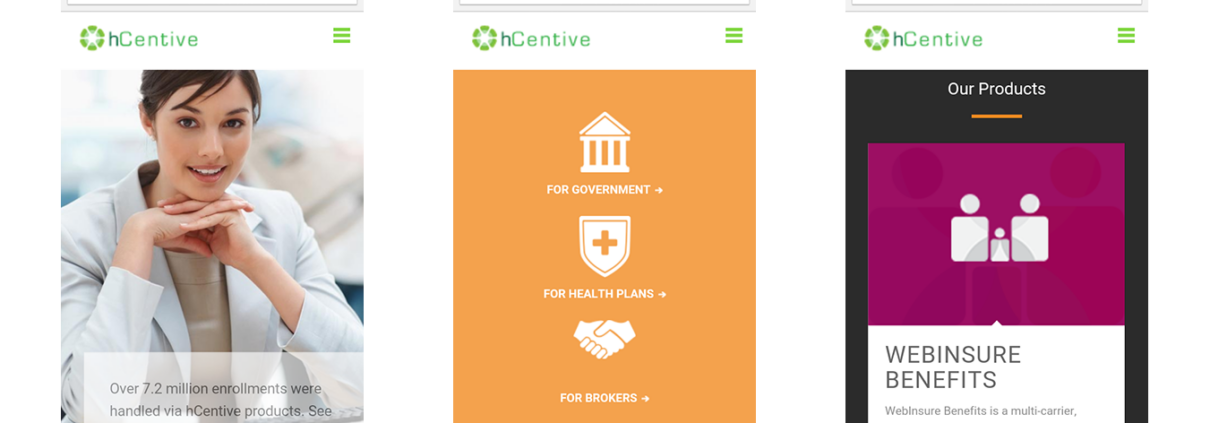 hCentive
Over 7.2 million enrollments were
handled via hCentive products. See
hCentive
FOR GOVERNMENT →
FOR HEALTH PLANS →
FOR BROKERS →
hCentive
Our Products
WEBINSURE
BENEFITS
WebInsure Benefits is a multi-carrier,